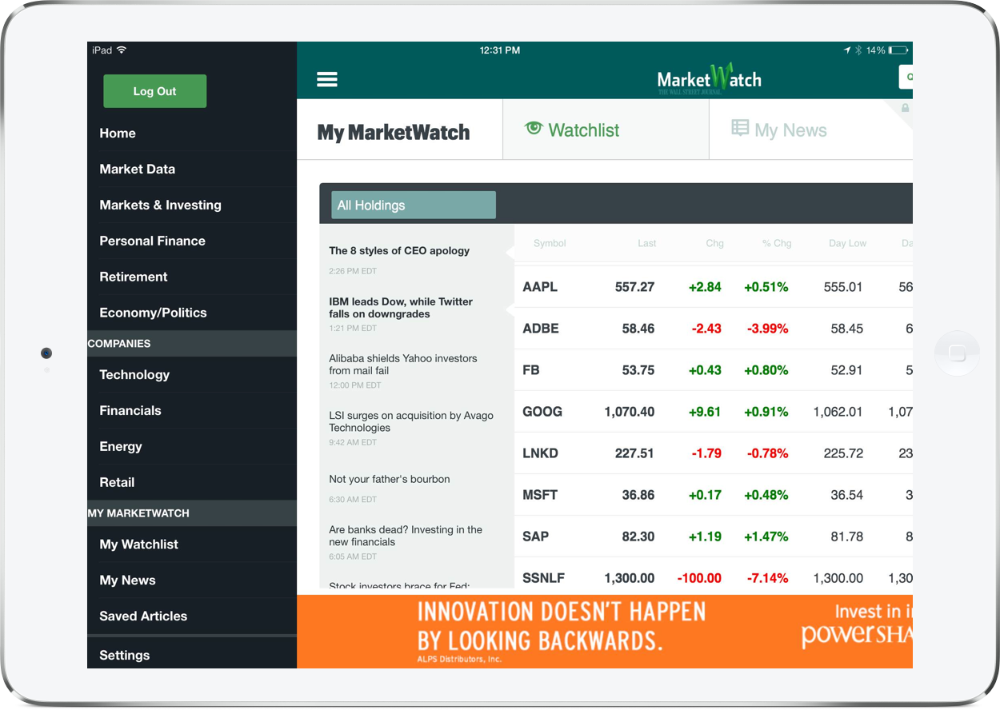 iPad
12:31 PM
14%
Log Out
Home
Market Data
Markets & Investing
Personal Finance
Retirement
Economy/Politics
COMPANIES
Technology
Financials
Energy
Retail
MY MARKETWATCH
My Watchlist
My News
Saved Articles
Settings
MarketWatch
THE WALL STREET JOURNAL
My MarketWatch
Watchlist
My News
All Holdings
The 8 styles of CEO apology
2:26 PM EDT
IBM leads Dow, while Twitter
falls on downgrades
1:21 PM EDT
Alibaba shields Yahoo investors
from mail fail
12:00 PM EDT
LSI surges on acquisition by Avago
Technologies
9:42 AM EDT
Not your father's bourbon
6:30 AM EDT
Are banks dead? Investing in the
new financials
6:05 AM EDT
Stock investors brace for Fed:
Symbol Last Chg % Chg Day Low Da
AAPL 557.27 +2.84 +0.51% 555.01 56
ADBE 58.46 -2.43 -3.99% 58.45 6
FB 53.75 +0.43 +0.80% 52.91 5
GOOG 1,070.40 +9.61 +0.91% 1,062.01 1,07
LNKD 227.51 -1.79 -0.78% 225.72 23
MSFT 36.86 +0.17 +0.48% 36.54 3
SAP 82.30 +1.19 +1.47% 81.78 8
SSNLF 1,300.00 -100.00 -7.14% 1,300.00 1,30
INNOVATION DOESN'T HAPPEN
BY LOOKING BACKWARDS.
ALPS Distributors, Inc.
Invest in i
powerSHA